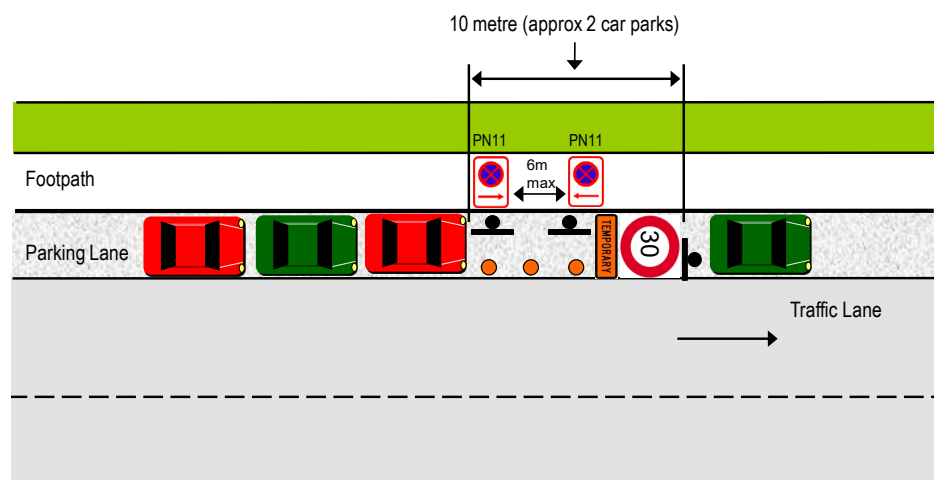 10 metre (approx 2 car parks)
PN11
PN11
6m
max
Footpath
Parking Lane
TEMPORARY
30
Traffic Lane